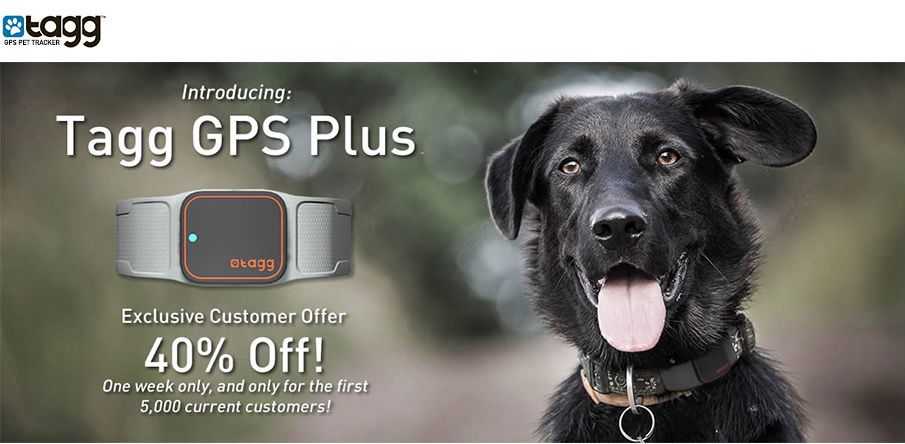 tagg™
GPS PET TRACKER
Introducing:
Tagg GPS Plus
tagg
Exclusive Customer Offer
40% Off!
One week only, and only for the first
5,000 current customers!